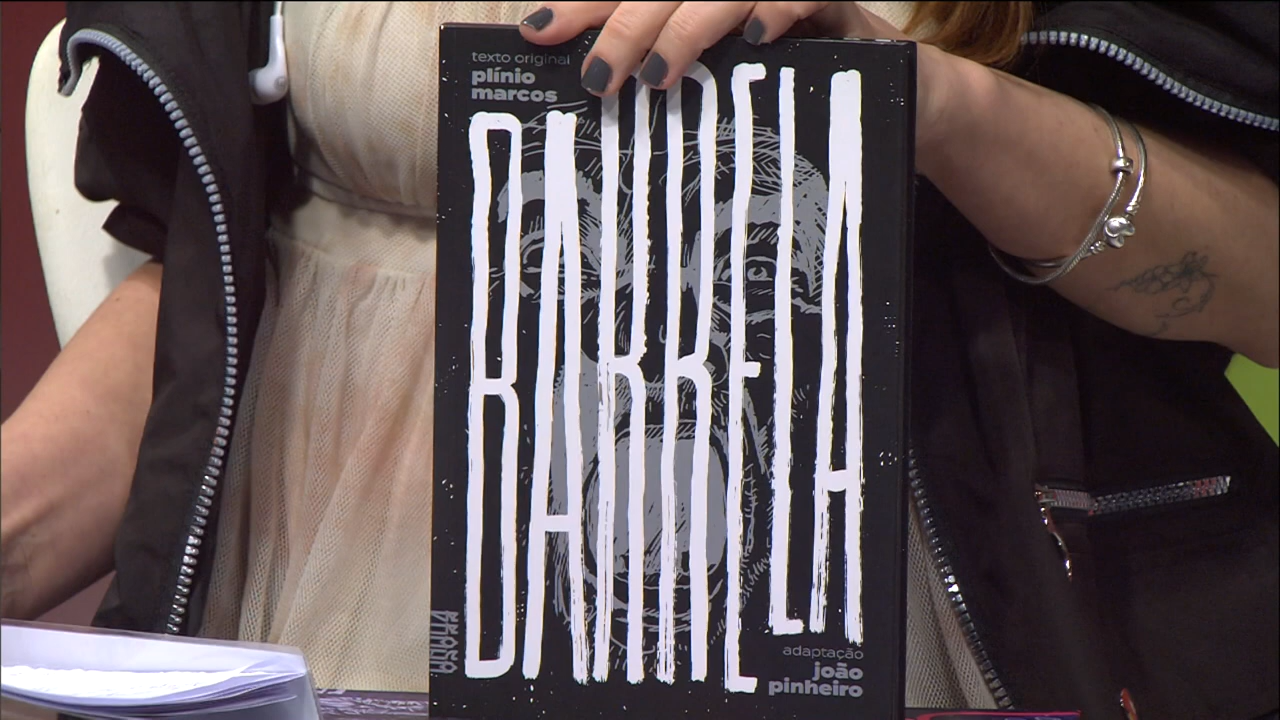 texto original
plínio
marcos
BARRELA
adaptação
joão
pinheiro